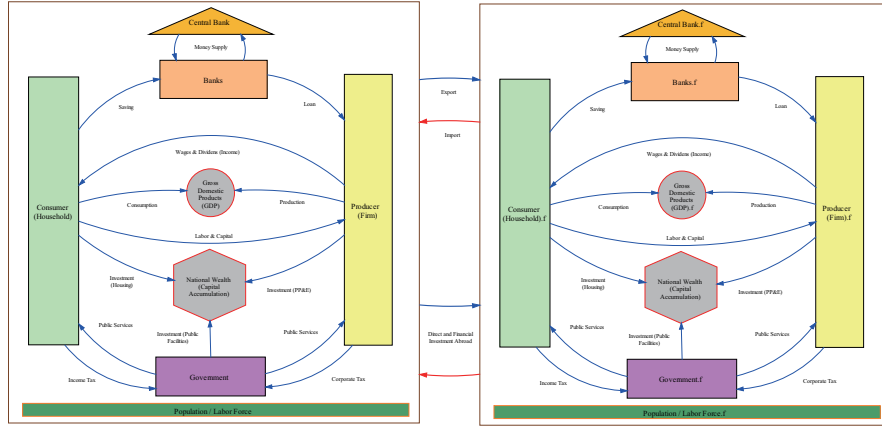 Central Bank
Money Supply
Banks
Saving
Loan
Wages & Dividens (Income)
Consumer
(Household)
Gross
Domestic
Products
(GDP)
Producer
(Firm)
Consumption
Production
Labor & Capital
National Wealth
(Capital
Accumulation)
Investment
(Housing)
Investment (PP&E)
Public Services
Investment (Public
Facilities)
Public Services
Government
Income Tax
Corporate Tax
Population / Labor Force
Export
Import
Direct and Financial
Investment Abroad
Central Bank.f
Money Supply
Banks.f
Saving
Loan
Wages & Dividens (Income)
Consumer
(Household).f
Gross
Domestic
Products
(GDP).f
Producer
(Firm).f
Consumption
Production
Labor & Capital
National Wealth
(Capital
Accumulation)
Investment
(Housing)
Investment (PP&E)
Public Services
Investment (Public
Facilities)
Public Services
Government.f
Income Tax
Corporate Tax
Population / Labor Force.f